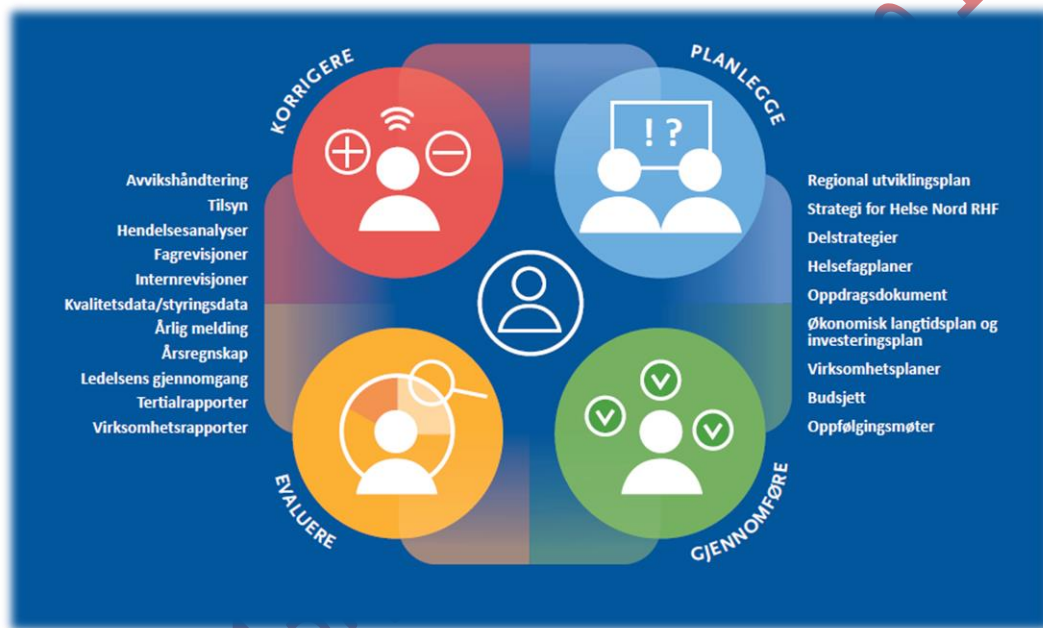 KORRIGERE
PLANLEGGE
! ?
Avvikshåndtering
Tilsyn
Hendelsesanalyser
Fagrevisjoner
Internrevisjoner
Kvalitetsdata/styringsdata
Årlig melding
Årsregnskap
Ledelsens gjennomgang
Tertialrapporter
Virksomhetsrapporter
Regional utviklingsplan
Strategi for Helse Nord RHF
Delstrategier
Helsefagplaner
Oppdragsdokument
Økonomisk langtidsplan og
investeringsplan
Virksomhetsplaner
Budsjett
Oppfølgingsmøter
EVALUERE
GJENNOMFØRE